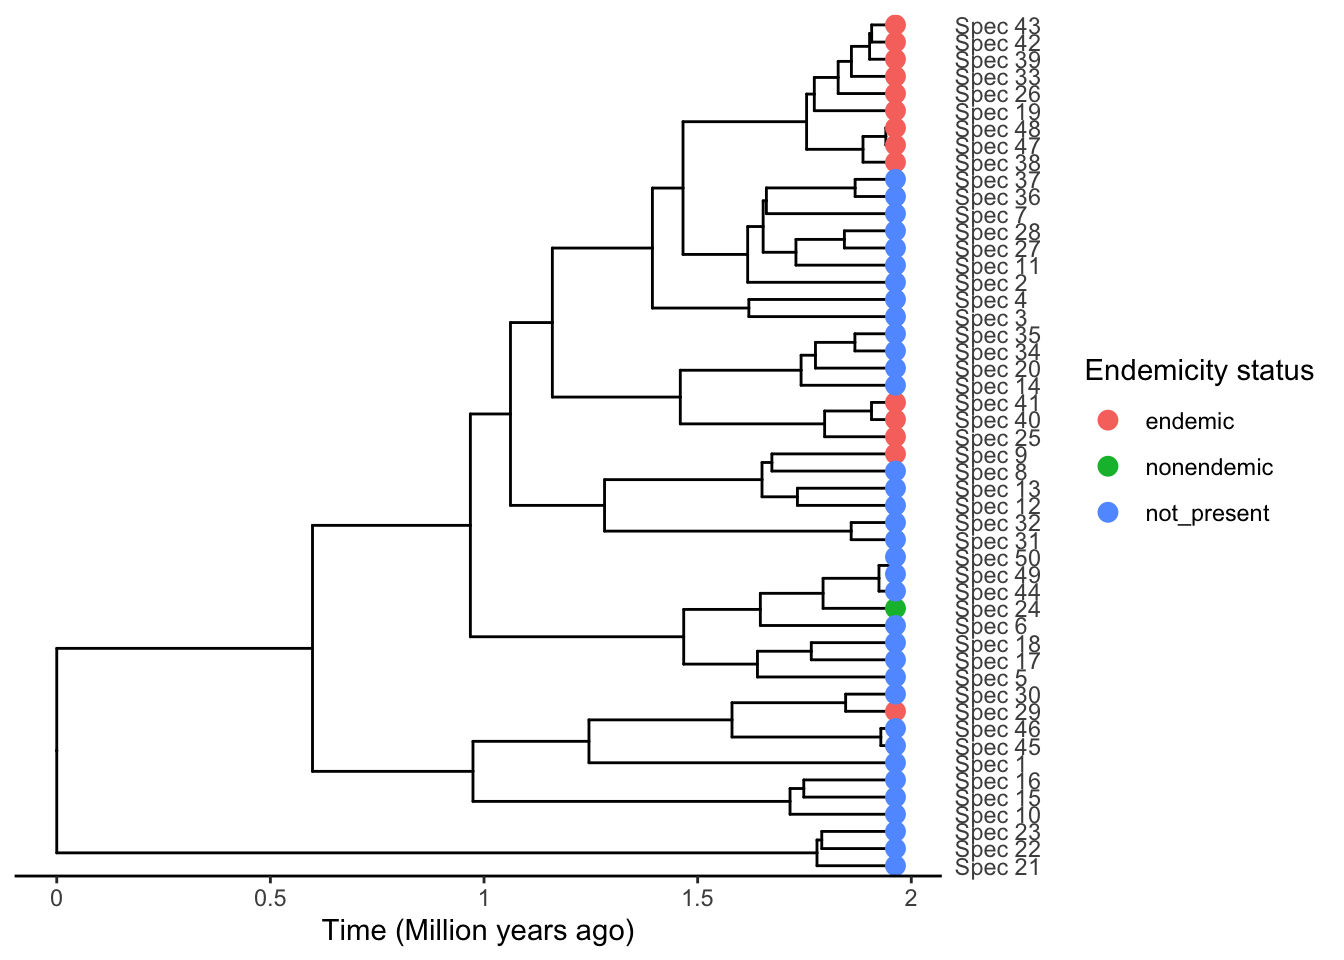 Spec 43
Spec 42
Spec 39
Spec 33
Spec 26
Spec 19
Spec 48
Spec 47
Spec 38
Spec 37
Spec 36
Spec 7
Spec 28
Spec 27
Spec 11
Spec 2
Spec 4
Spec 3
Spec 35
Spec 34
Spec 20
Spec 14
Spec 41
Spec 40
Spec 25
Spec 9
Spec 8
Spec 13
Spec 12
Spec 32
Spec 31
Spec 50
Spec 49
Spec 44
Spec 24
Spec 6
Spec 18
Spec 17
Spec 5
Spec 30
Spec 29
Spec 46
Spec 45
Spec 1
Spec 16
Spec 15
Spec 10
Spec 23
Spec 22
Spec 21
0 0.5 1 1.5 2
Time (Million years ago)
Endemicity status
endemic
nonendemic
not_present